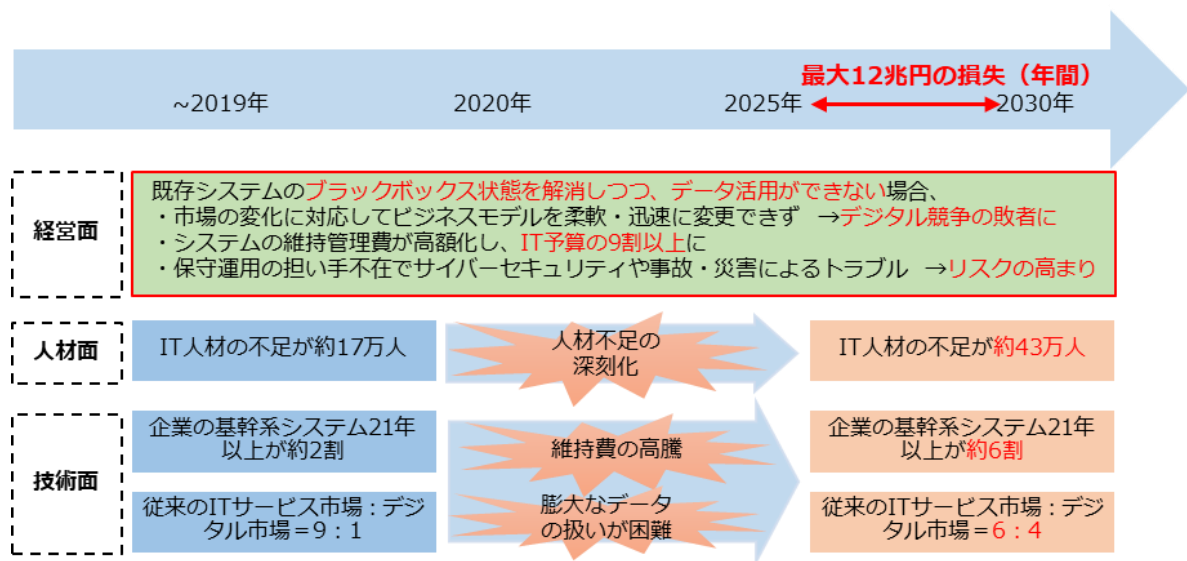 最大12兆円の損失（年間）
~2019年
2020年
2025年
2030年
経営面
既存システムのブラックボックス状態を解消しつつ、データ活用ができない場合、
・市場の変化に対応してビジネスモデルを柔軟・迅速に変更できず →デジタル競争の敗者に
・システムの維持管理費が高額化し、IT予算の9割以上に
・保守運用の担い手不在でサイバーセキュリティや事故・災害によるトラブル →リスクの高まり
人材面
IT人材の不足が約17万人
人材不足の
深刻化
IT人材の不足が約43万人
技術面
企業の基幹系システム21年
以上が約2割
維持費の高騰
企業の基幹系システム21年
以上が約6割
従来のITサービス市場：デジ
タル市場＝9：1
膨大なデータ
の扱いが困難
従来のITサービス市場：デジ
タル市場＝6：4